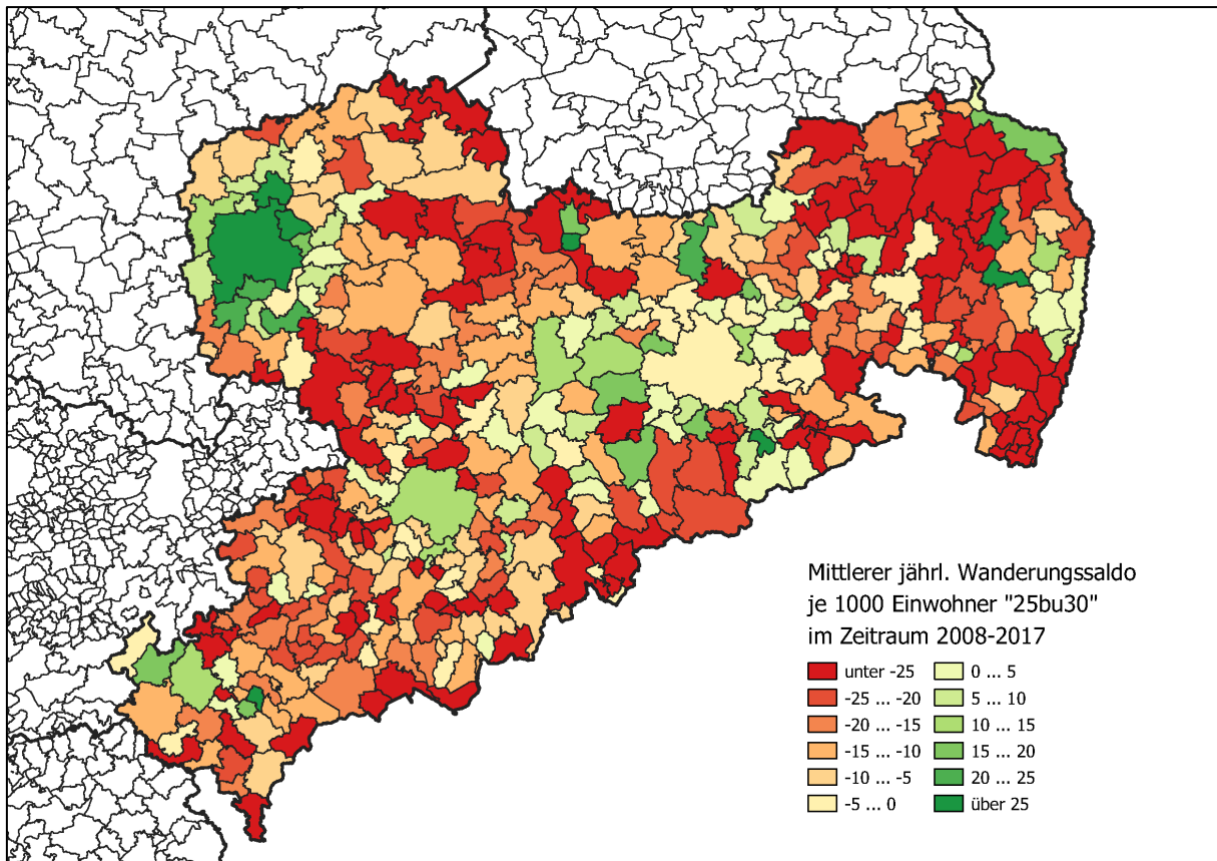 Mittlerer jährl. Wanderungssaldo
je 1000 Einwohner "25bu30"
im Zeitraum 2008-2017
unter -25
0 ... 5
-25 ... -20
5 ... 10
-20 ... -15
10 ... 15
-15 ... -10
15 ... 20
-10 ... -5
20 ... 25
-5 ... 0
über 25